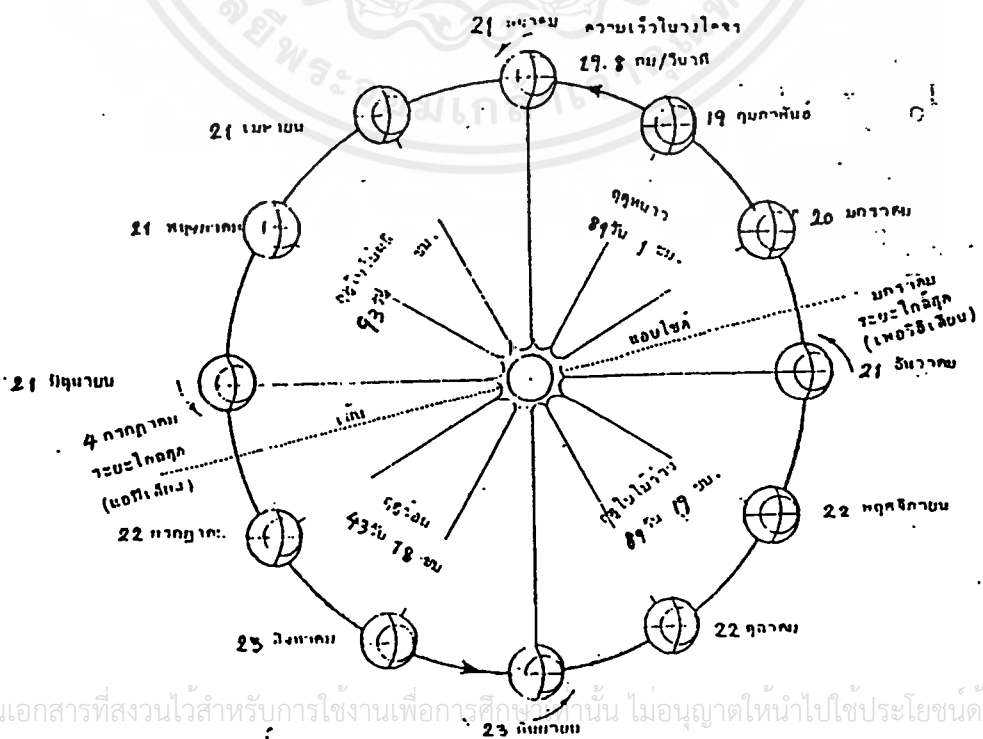 21 มีนาคม
ความเร็วในวงโคจร
29.8 กม/วินาที
19 กุมภาพันธ์
21 เมษายน
20 มกราคม
21 พฤษภาคม
ฤดูหนาว
89 วัน 1 ชม.
ชม.
93 วัน
มกราคม
ระยะใกล้สุด
(เพอริฮีเลียน)
แอบไซด์
21 ธันวาคม
21 มิถุนายน
เส้น
4 กรกฎาคม
ระยะไกลสุด
(แอฟีเลียน)
ฤดูร้อน
ฤดูใบไม้ร่วง
89 วัน 19 ชม.
22 พฤศจิกายน
22 กรกฎาคม
22 ตุลาคม
23 สิงหาคม
23 กันยายน
นเอกสารที่สงวนไว้สำหรับการใช้งานเพื่อการศึกษาเท่านั้น ไม่อนุญาตให้นำไปใช้ประโยชน์ด้